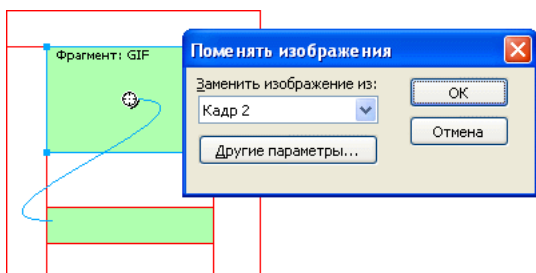 Фрагмент: GIF
Поменять изображения
Заменить изображение из:
Кадр 2
Другие параметры...
OK
Отмена